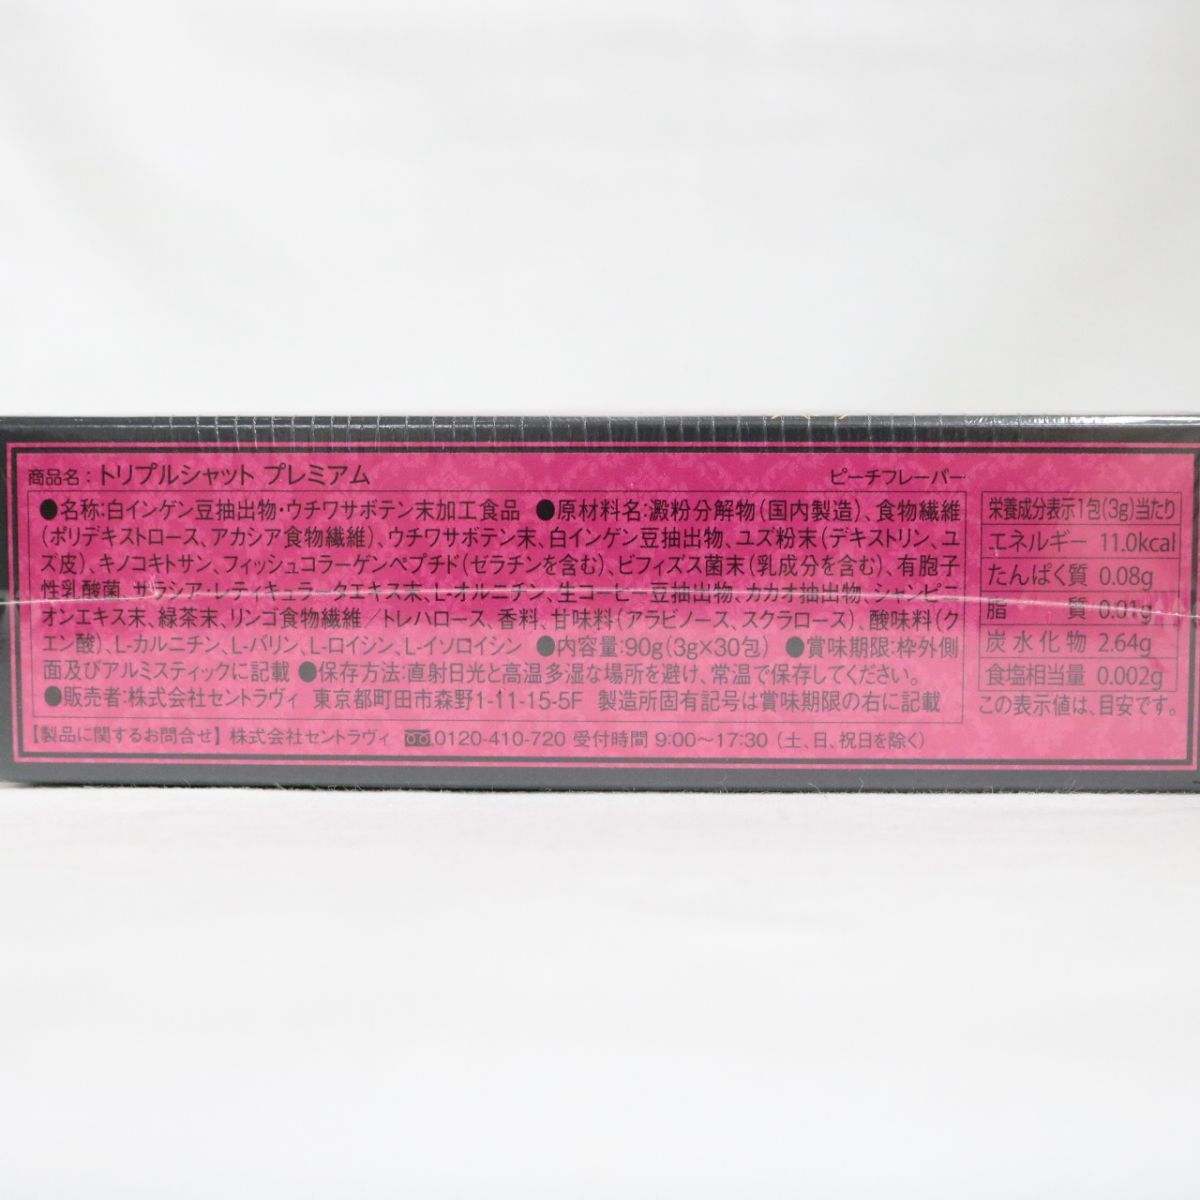 商品名：トリプルシャット プレミアム ピーチフレーバー
●名称：白インゲン豆抽出物・ウチワサボテン末加工食品 ●原材料名：澱粉分解物（国内製造）、食物繊維
（ポリデキストロース、アカシア食物繊維）、ウチワサボテン末、白インゲン豆抽出物、ユズ粉末（デキストリン、ユ
ズ皮）、キノコキトサン、フィッシュコラーゲンペプチド（ゼラチンを含む）、ビフィズス菌末（乳成分を含む）、有胞子
性乳酸菌、サラシア・レティキュラータエキス末、L-オルニチン、生コーヒー豆抽出物、カカオ抽出物、シャンピニ
オンエキス末、緑茶末、リンゴ食物繊維／トレハロース、香料、甘味料（アラビノース、スクラロース）、酸味料（ク
エン酸）、L-カルニチン、L-バリン、L-ロイシン、L-イソロイシン ●内容量：90g（3g×30包） ●賞味期限：枠外側
面及びアルミスティックに記載 ●保存方法：直射日光と高温多湿な場所を避け、常温で保存してください。
●販売者：株式会社セントラヴィ 東京都町田市森野1-11-15-5F 製造所固有記号は賞味期限の右に記載
【製品に関するお問合せ】株式会社セントラヴィ 0120-410-720 受付時間 9:00〜17:30（土、日、祝日を除く）
栄養成分表示1包（3g）当たり
エネルギー 11.0kcal
たんぱく質 0.08g
脂質 0.01g
炭水化物 2.64g
食塩相当量 0.002g
この表示値は、目安です。